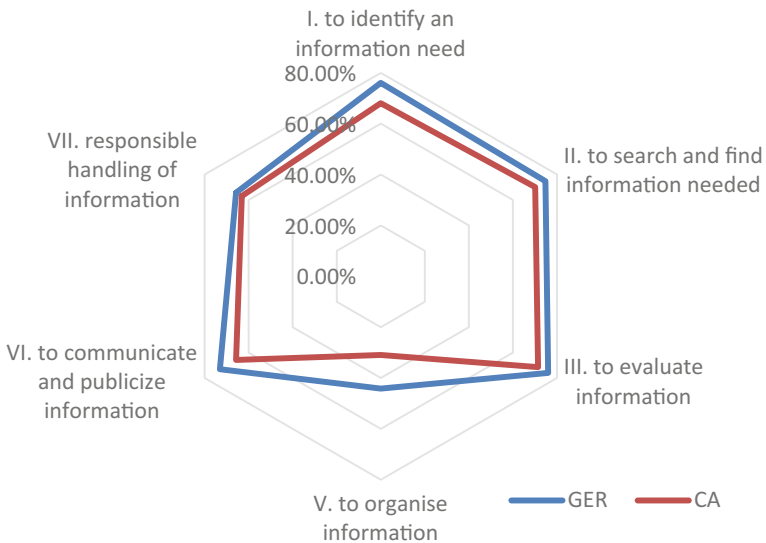 I. to identify an
information need
80.00%
60.00%
40.00%
20.00%
0.00%
II. to search and find
information needed
III. to evaluate
information
V. to organise
information
VI. to communicate
and publicize
information
VII. responsible
handling of
information
GER
CA